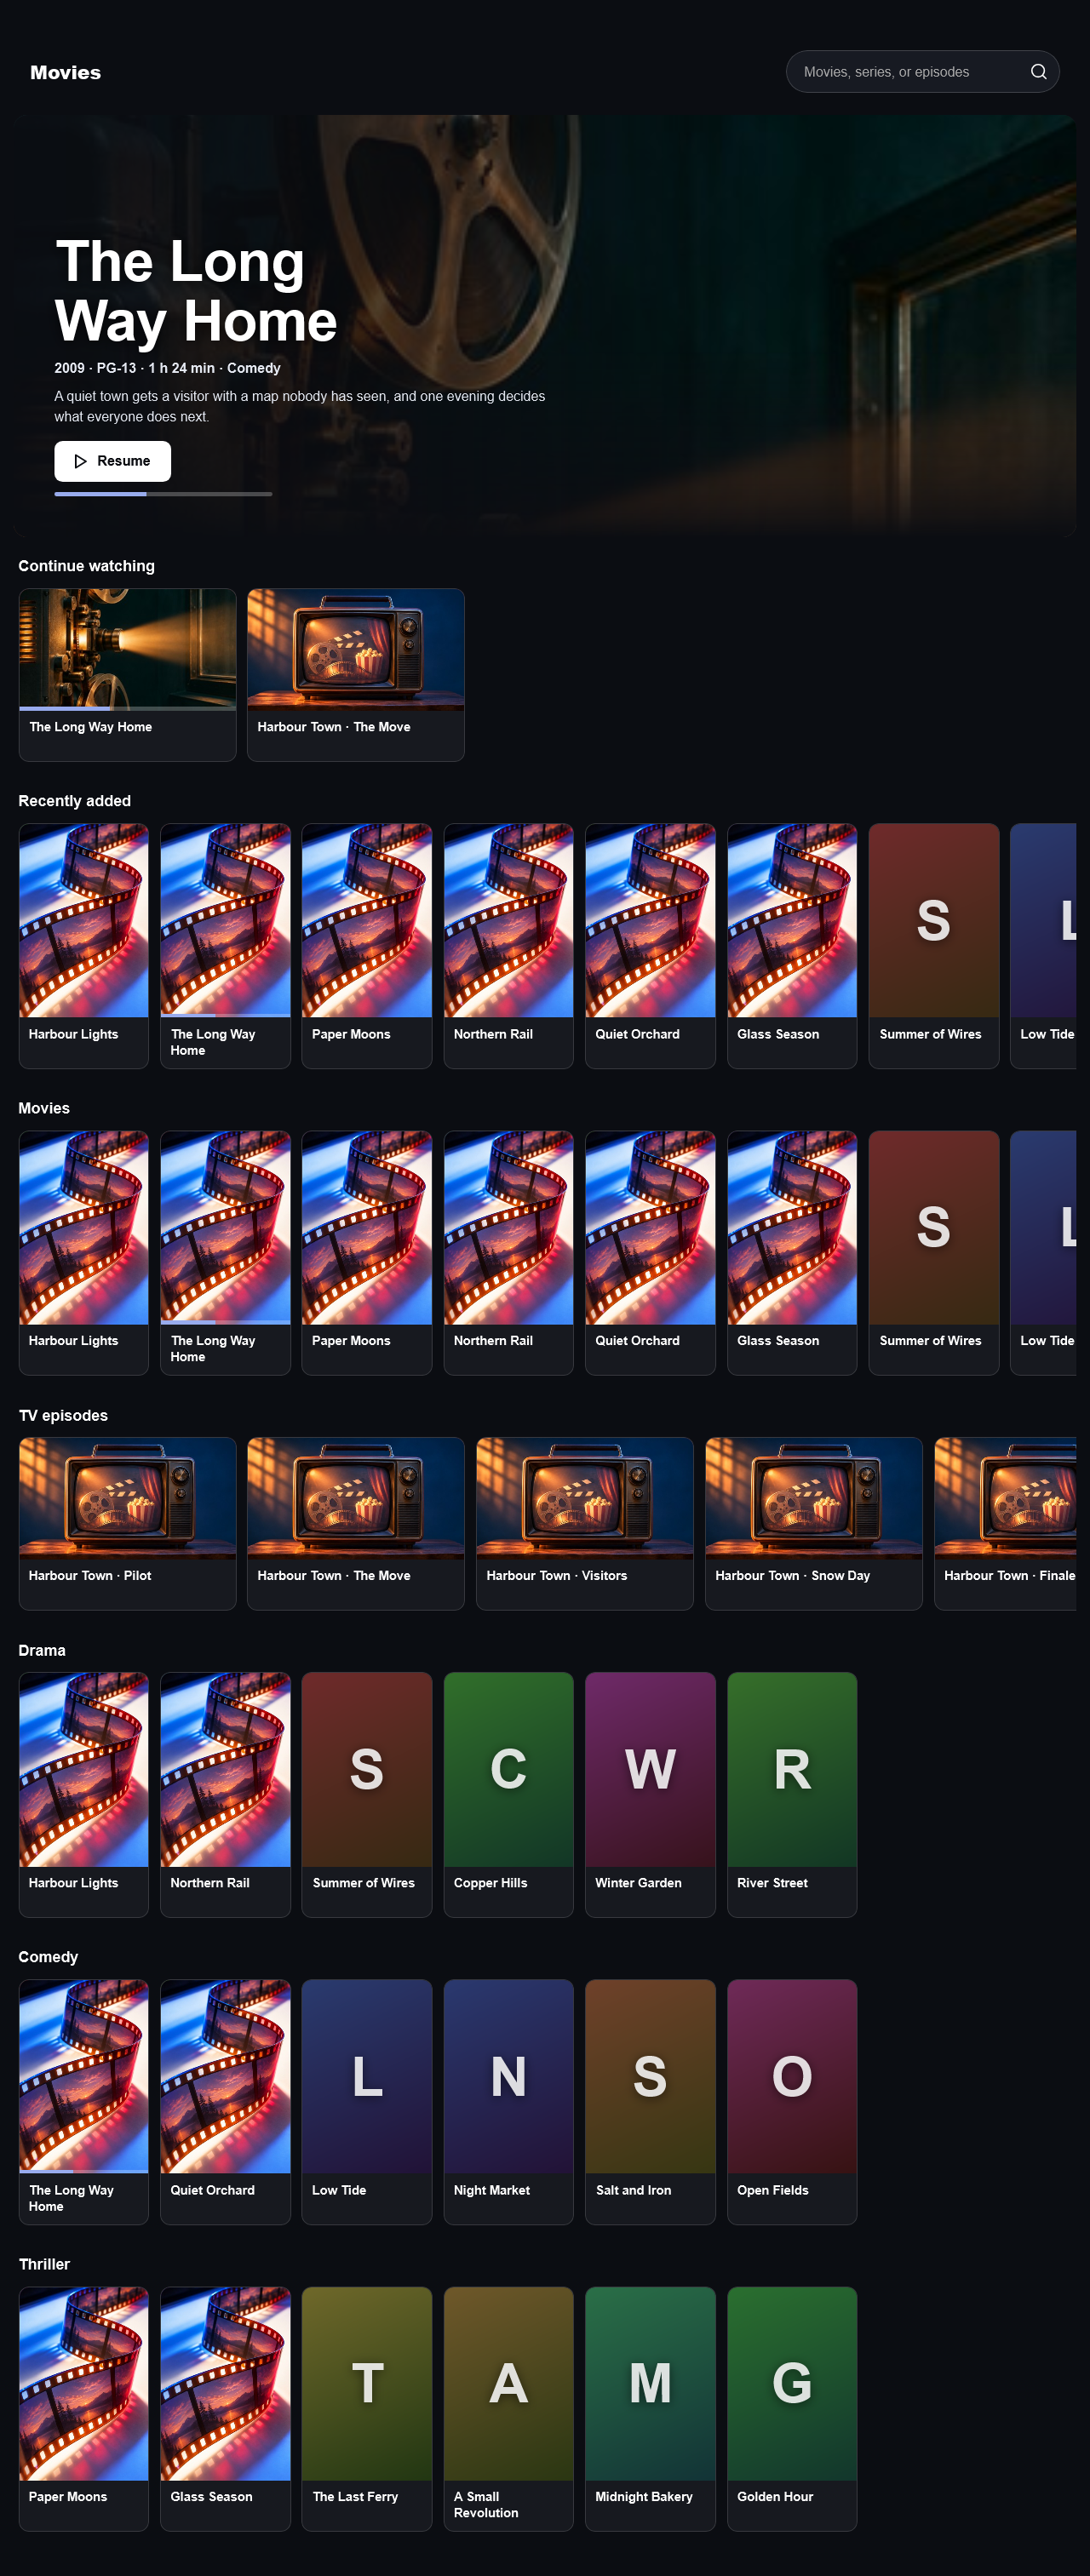 Movies
Movies, series, or episodes
The Long
Way Home
2009 · PG-13 · 1 h 24 min · Comedy
A quiet town gets a visitor with a map nobody has seen, and one evening decides
what everyone does next.
Resume
Continue watching
The Long Way Home
Harbour Town · The Move
Recently added
S
L
Harbour Lights
The Long Way
Home
Paper Moons
Northern Rail
Quiet Orchard
Glass Season
Summer of Wires
Low Tide
Movies
S
L
Harbour Lights
The Long Way
Home
Paper Moons
Northern Rail
Quiet Orchard
Glass Season
Summer of Wires
Low Tide
TV episodes
Harbour Town · Pilot
Harbour Town · The Move
Harbour Town · Visitors
Harbour Town · Snow Day
Harbour Town · Finale
Drama
S
C
W
R
Harbour Lights
Northern Rail
Summer of Wires
Copper Hills
Winter Garden
River Street
Comedy
L
N
S
O
The Long Way
Home
Quiet Orchard
Low Tide
Night Market
Salt and Iron
Open Fields
Thriller
T
A
M
G
Paper Moons
Glass Season
The Last Ferry
A Small
Revolution
Midnight Bakery
Golden Hour